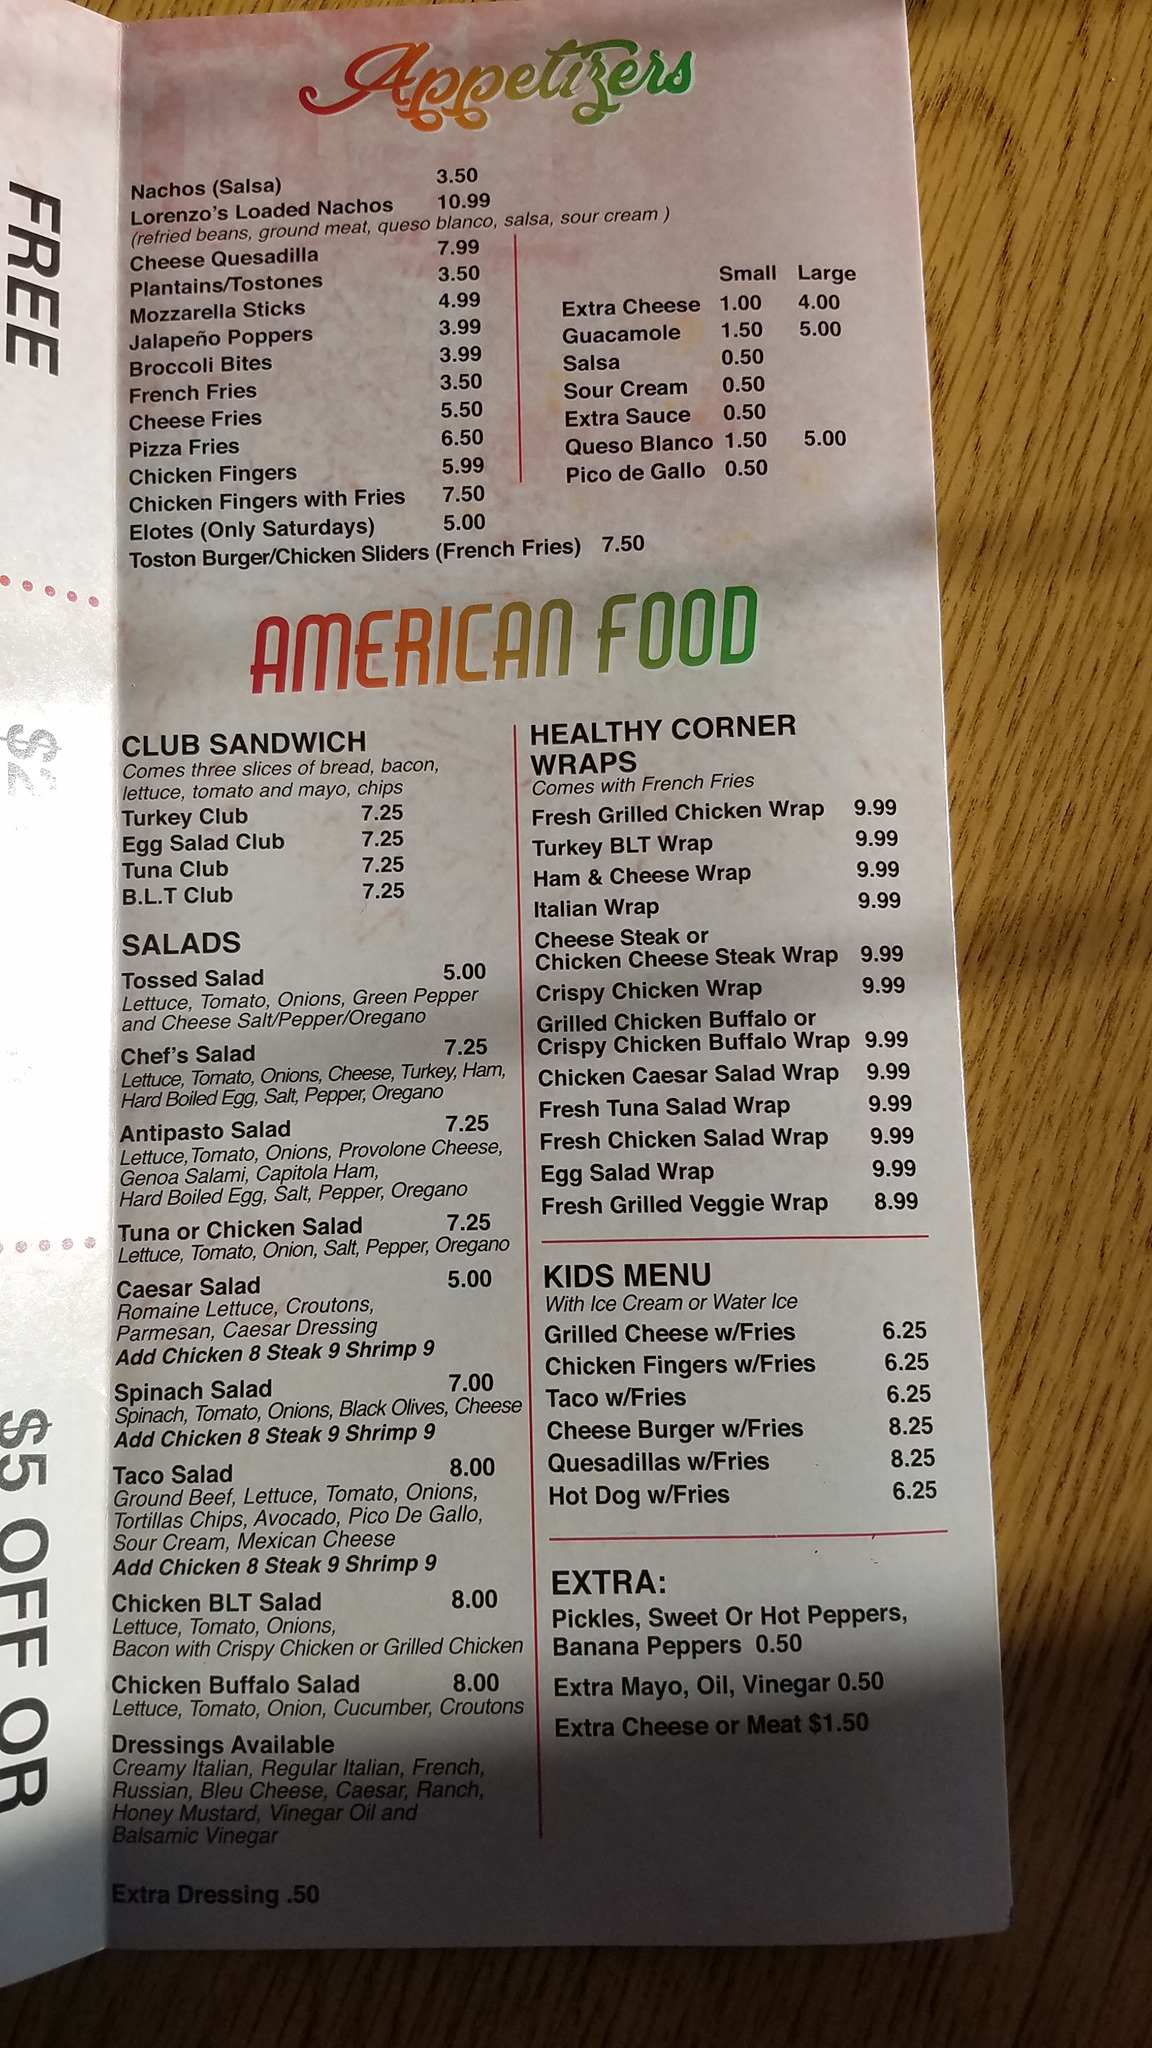 Appetizers
Nachos (Salsa) 3.50
Lorenzo's Loaded Nachos 10.99
(refried beans, ground meat, queso blanco, salsa, sour cream )
Cheese Quesadilla 7.99
Plantains/Tostones 3.50
Mozzarella Sticks 4.99
Jalapeño Poppers 3.99
Broccoli Bites 3.99
French Fries 3.50
Cheese Fries 5.50
Pizza Fries 6.50
Chicken Fingers 5.99
Chicken Fingers with Fries 7.50
Elotes (Only Saturdays) 5.00
Toston Burger/Chicken Sliders (French Fries) 7.50
Small Large
Extra Cheese 1.00 4.00
Guacamole 1.50 5.00
Salsa 0.50
Sour Cream 0.50
Extra Sauce 0.50
Queso Blanco 1.50 5.00
Pico de Gallo 0.50
AMERICAN FOOD
CLUB SANDWICH
Comes three slices of bread, bacon,
lettuce, tomato and mayo, chips
Turkey Club 7.25
Egg Salad Club 7.25
Tuna Club 7.25
B.L.T Club 7.25
SALADS
Tossed Salad 5.00
Lettuce, Tomato, Onions, Green Pepper
and Cheese Salt/Pepper/Oregano
Chef's Salad 7.25
Lettuce, Tomato, Onions, Cheese, Turkey, Ham,
Hard Boiled Egg, Salt, Pepper, Oregano
Antipasto Salad 7.25
Lettuce,Tomato, Onions, Provolone Cheese,
Genoa Salami, Capitola Ham,
Hard Boiled Egg, Salt, Pepper, Oregano
Tuna or Chicken Salad 7.25
Lettuce, Tomato, Onion, Salt, Pepper, Oregano
Caesar Salad 5.00
Romaine Lettuce, Croutons,
Parmesan, Caesar Dressing
Add Chicken 8 Steak 9 Shrimp 9
Spinach Salad 7.00
Spinach, Tomato, Onions, Black Olives, Cheese
Add Chicken 8 Steak 9 Shrimp 9
Taco Salad 8.00
Ground Beef, Lettuce, Tomato, Onions,
Tortillas Chips, Avocado, Pico De Gallo,
Sour Cream, Mexican Cheese
Add Chicken 8 Steak 9 Shrimp 9
Chicken BLT Salad 8.00
Lettuce, Tomato, Onions,
Bacon with Crispy Chicken or Grilled Chicken
Chicken Buffalo Salad 8.00
Lettuce, Tomato, Onion, Cucumber, Croutons
Dressings Available
Creamy Italian, Regular Italian, French,
Russian, Bleu Cheese, Caesar, Ranch,
Honey Mustard, Vinegar Oil and
Balsamic Vinegar
Extra Dressing .50
HEALTHY CORNER
WRAPS
Comes with French Fries
Fresh Grilled Chicken Wrap 9.99
Turkey BLT Wrap 9.99
Ham & Cheese Wrap 9.99
Italian Wrap 9.99
Cheese Steak or
Chicken Cheese Steak Wrap 9.99
Crispy Chicken Wrap 9.99
Grilled Chicken Buffalo or
Crispy Chicken Buffalo Wrap 9.99
Chicken Caesar Salad Wrap 9.99
Fresh Tuna Salad Wrap 9.99
Fresh Chicken Salad Wrap 9.99
Egg Salad Wrap 9.99
Fresh Grilled Veggie Wrap 8.99
KIDS MENU
With Ice Cream or Water Ice
Grilled Cheese w/Fries 6.25
Chicken Fingers w/Fries 6.25
Taco w/Fries 6.25
Cheese Burger w/Fries 8.25
Quesadillas w/Fries 8.25
Hot Dog w/Fries 6.25
EXTRA:
Pickles, Sweet Or Hot Peppers,
Banana Peppers 0.50
Extra Mayo, Oil, Vinegar 0.50
Extra Cheese or Meat $1.50
FREE
$5 OFF OR